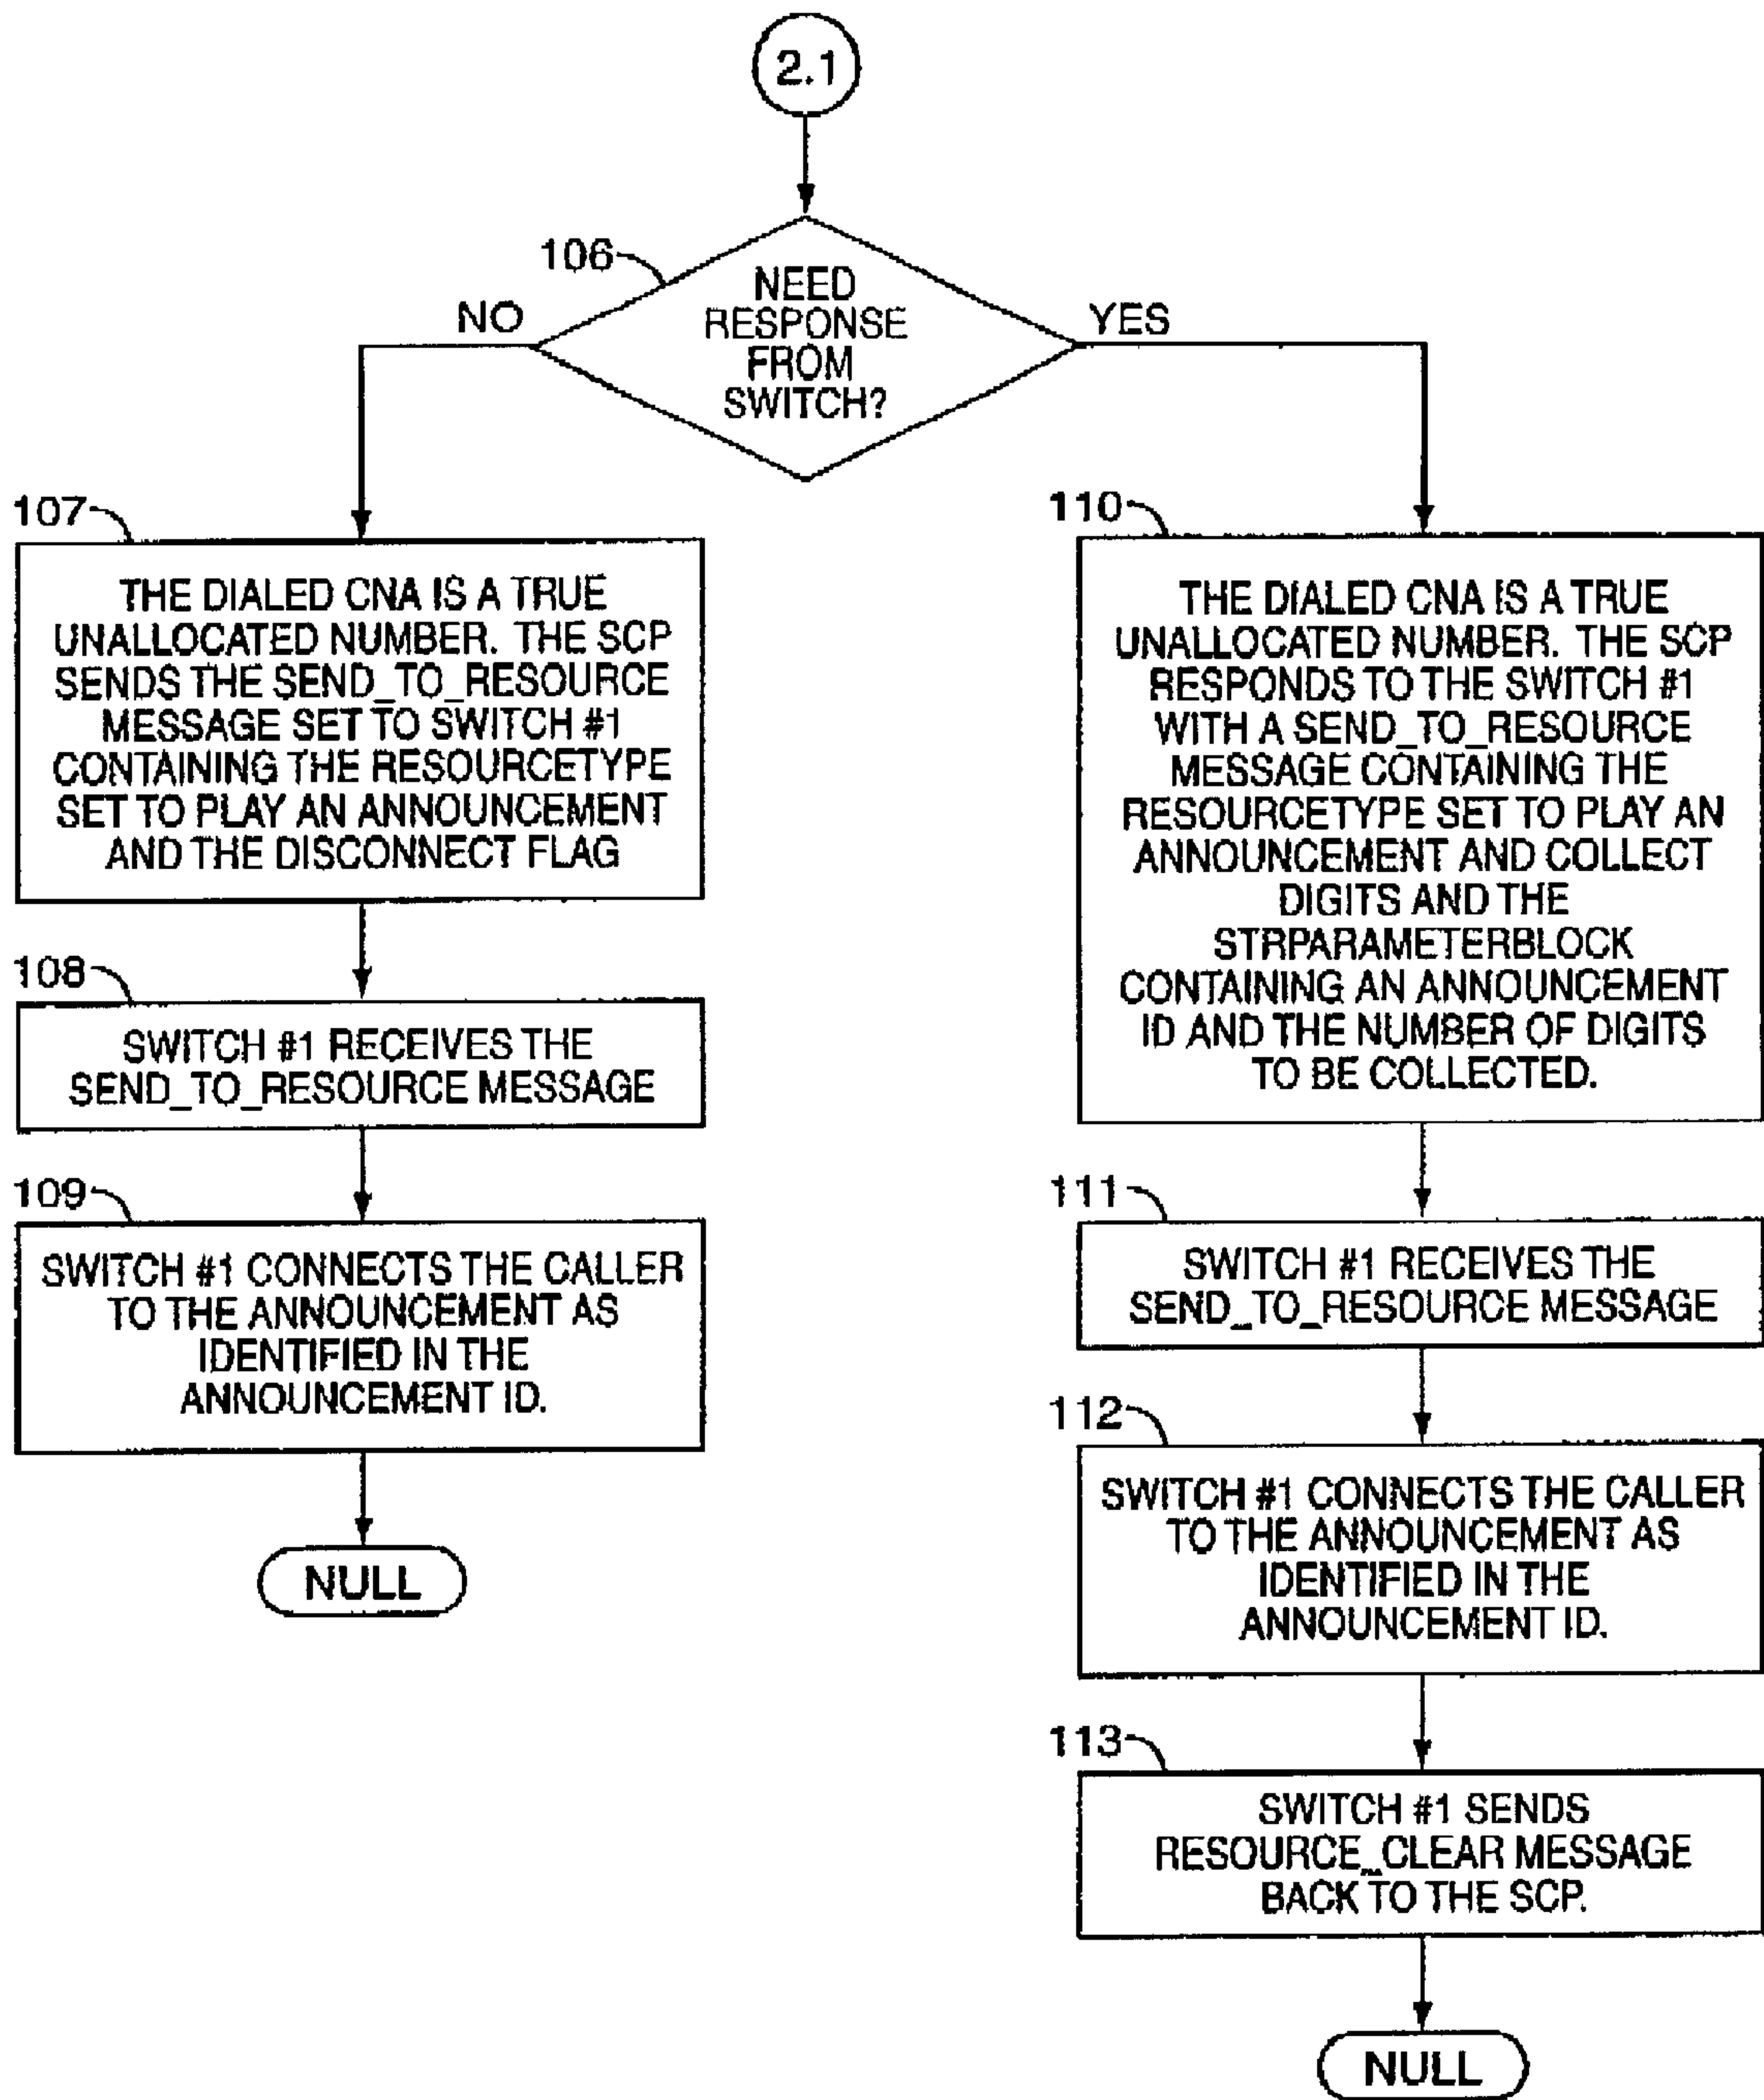 2.1
106
NEED
RESPONSE
FROM
SWITCH?
NO
YES
107
THE DIALED CNA IS A TRUE
UNALLOCATED NUMBER. THE SCP
SENDS THE SEND_TO_RESOURCE
MESSAGE SET TO SWITCH #1
CONTAINING THE RESOURCETYPE
SET TO PLAY AN ANNOUNCEMENT
AND THE DISCONNECT FLAG
108
SWITCH #1 RECEIVES THE
SEND_TO_RESOURCE MESSAGE
109
SWITCH #1 CONNECTS THE CALLER
TO THE ANNOUNCEMENT AS
IDENTIFIED IN THE
ANNOUNCEMENT ID.
NULL
110
THE DIALED CNA IS A TRUE
UNALLOCATED NUMBER. THE SCP
RESPONDS TO THE SWITCH #1
WITH A SEND_TO_RESOURCE
MESSAGE CONTAINING THE
RESOURCETYPE SET TO PLAY AN
ANNOUNCEMENT AND COLLECT
DIGITS AND THE
STRPARAMETERBLOCK
CONTAINING AN ANNOUNCEMENT
ID AND THE NUMBER OF DIGITS
TO BE COLLECTED.
111
SWITCH #1 RECEIVES THE
SEND_TO_RESOURCE MESSAGE
112
SWITCH #1 CONNECTS THE CALLER
TO THE ANNOUNCEMENT AS
IDENTIFIED IN THE
ANNOUNCEMENT ID.
113
SWITCH #1 SENDS
RESOURCE_CLEAR MESSAGE
BACK TO THE SCP.
NULL